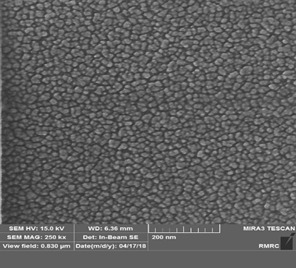 SEM HV: 15.0 kV WD: 6.36 mm MIRA3 TESCAN
SEM MAG: 250 kx Det: In-Beam SE 200 nm
View field: 0.830 µm Date(m/d/y): 04/17/18 RMRC